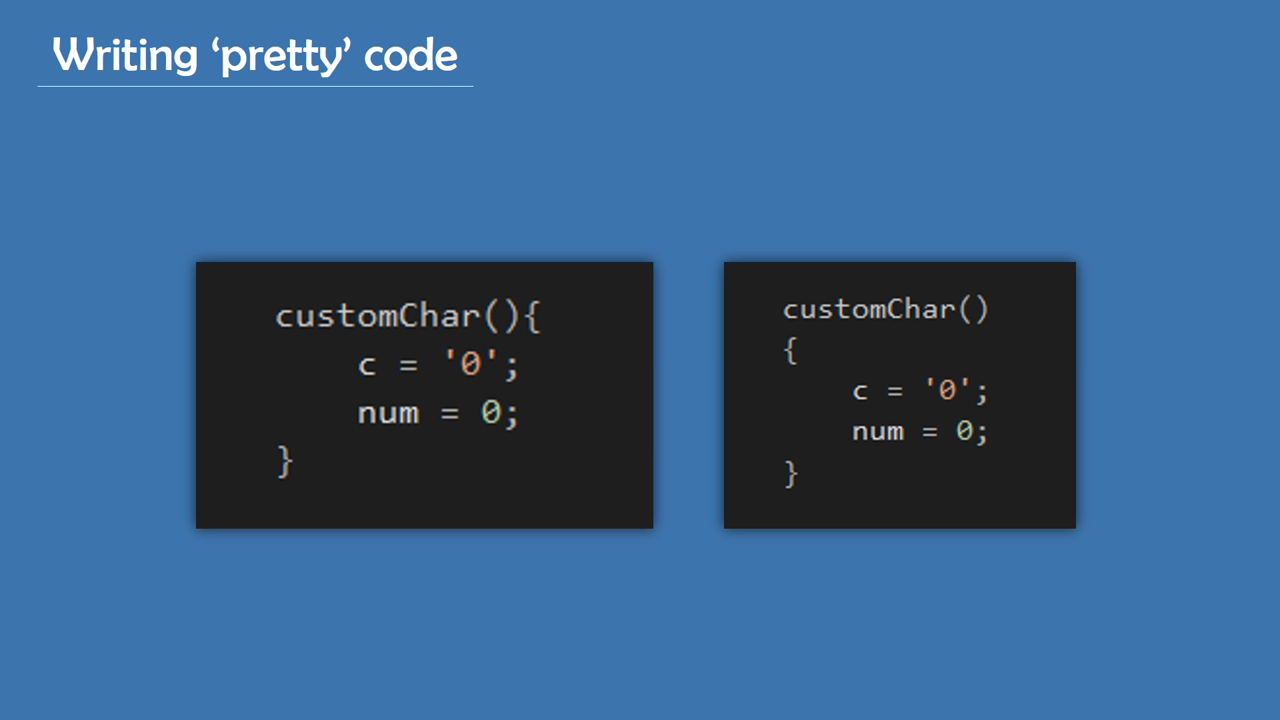 Writing ‘pretty’ code
customChar(){
    c = '0';
    num = 0;
}
customChar()
{
    c = '0';
    num = 0;
}